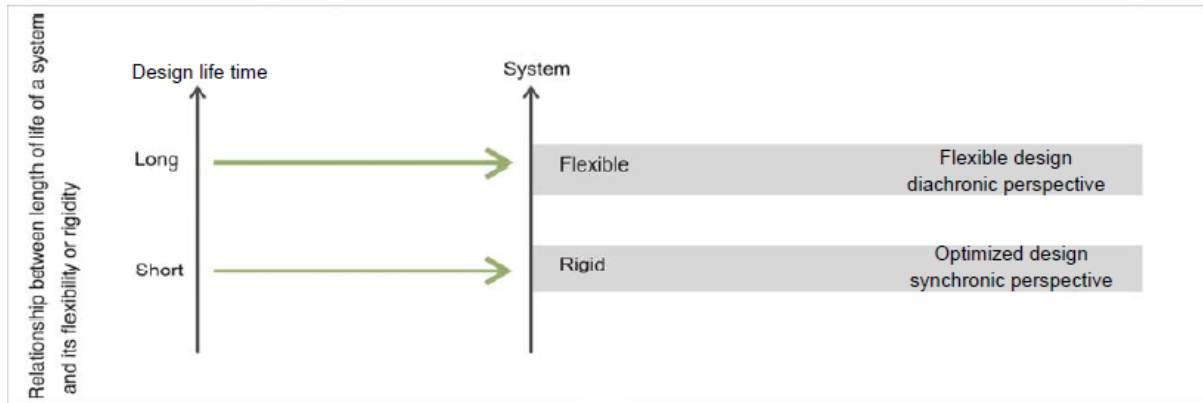 Relationship between length of life of a system
and its flexibility or rigidity
Design life time
System
Long
Flexible
Flexible design
diachronic perspective
Short
Rigid
Optimized design
synchronic perspective